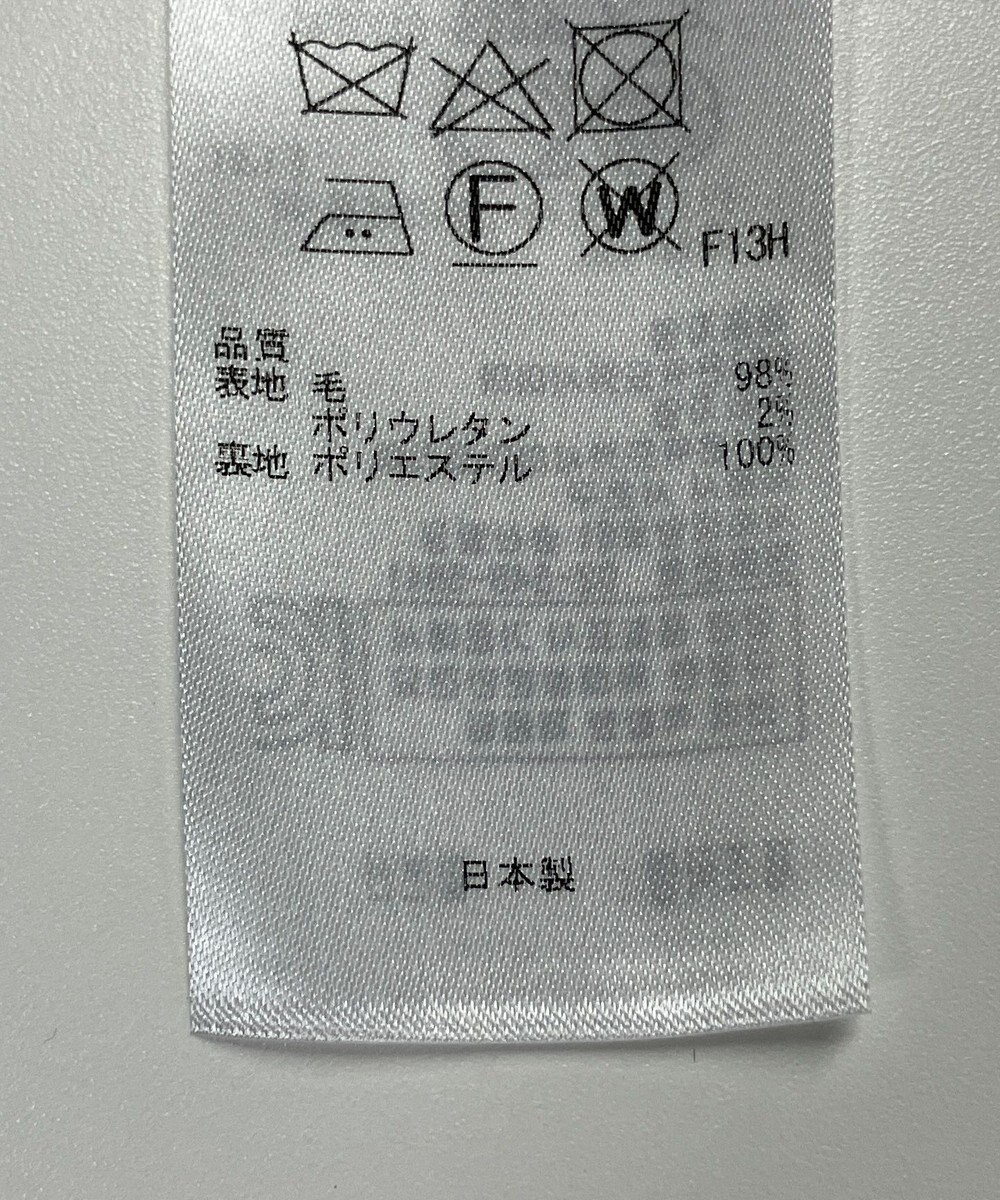 F
W
F13H
品質
表地 毛 98%
ポリウレタン 2%
裏地 ポリエステル 100%
日本製